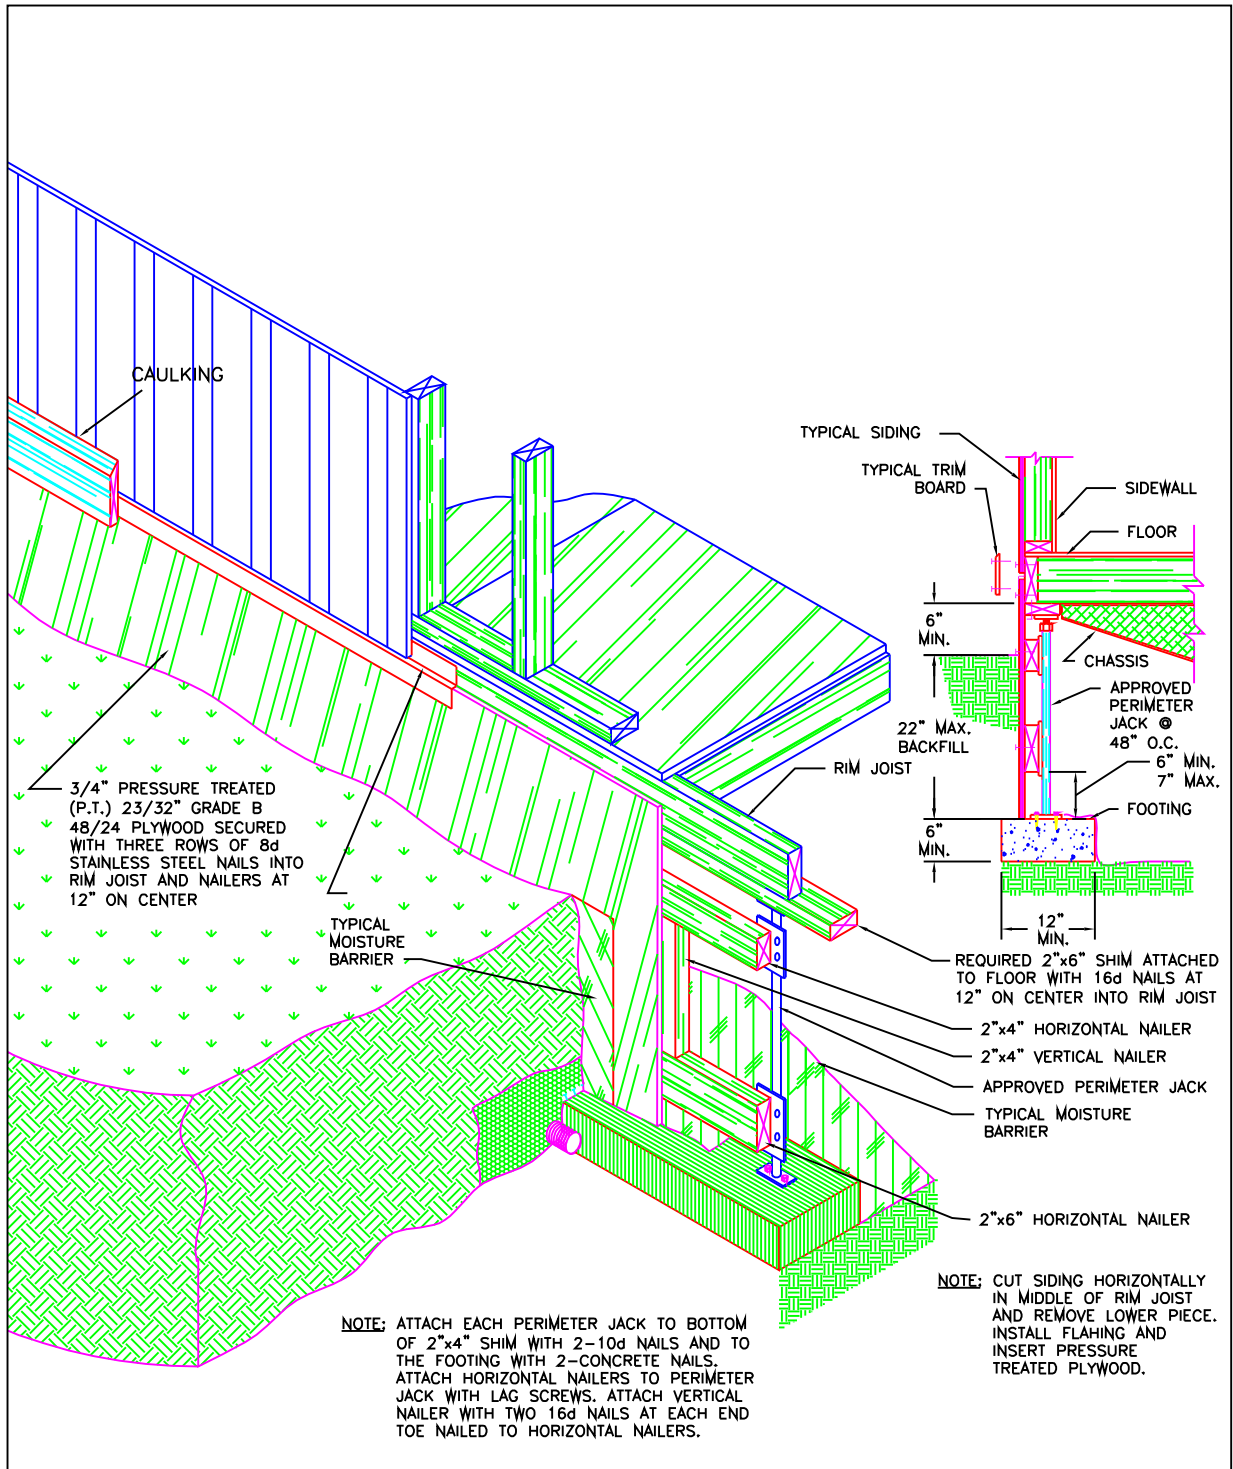 CAULKING
TYPICAL SIDING
TYPICAL TRIM
BOARD
SIDEWALL
FLOOR
6"
MIN.
CHASSIS
APPROVED
PERIMETER
JACK @
48" O.C.
22" MAX.
BACKFILL
6" MIN.
7" MAX.
RIM JOIST
FOOTING
6"
MIN.
12"
MIN.
3/4" PRESSURE TREATED
(P.T.) 23/32" GRADE B
48/24 PLYWOOD SECURED
WITH THREE ROWS OF 8d
STAINLESS STEEL NAILS INTO
RIM JOIST AND NAILERS AT
12" ON CENTER
TYPICAL
MOISTURE
BARRIER
REQUIRED 2"x6" SHIM ATTACHED
TO FLOOR WITH 16d NAILS AT
12" ON CENTER INTO RIM JOIST
2"x4" HORIZONTAL NAILER
2"x4" VERTICAL NAILER
APPROVED PERIMETER JACK
TYPICAL MOISTURE
BARRIER
2"x6" HORIZONTAL NAILER
NOTE: CUT SIDING HORIZONTALLY
IN MIDDLE OF RIM JOIST
AND REMOVE LOWER PIECE.
INSTALL FLAHING AND
INSERT PRESSURE
TREATED PLYWOOD.
NOTE: ATTACH EACH PERIMETER JACK TO BOTTOM
OF 2"x4" SHIM WITH 2-10d NAILS AND TO
THE FOOTING WITH 2-CONCRETE NAILS.
ATTACH HORIZONTAL NAILERS TO PERIMETER
JACK WITH LAG SCREWS. ATTACH VERTICAL
NAILER WITH TWO 16d NAILS AT EACH END
TOE NAILED TO HORIZONTAL NAILERS.